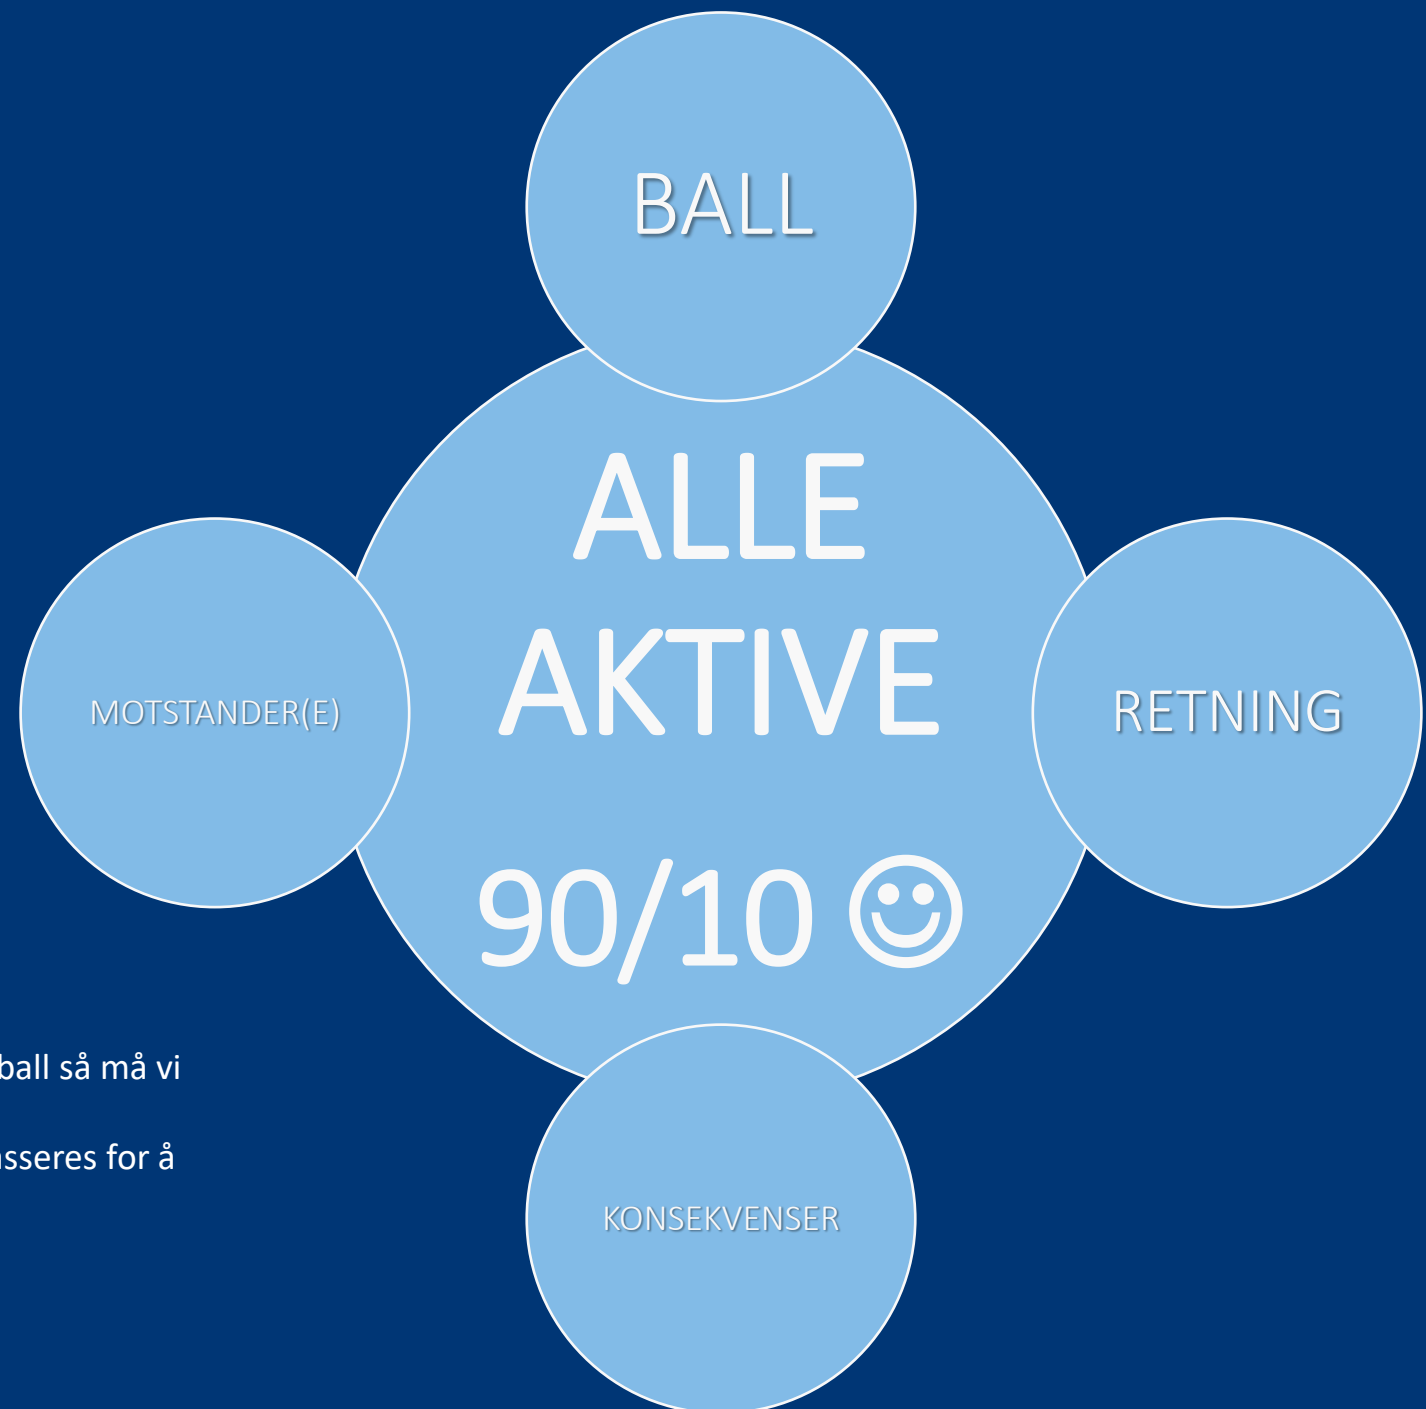 BALL
ALLE
AKTIVE
MOTSTANDER(E)
RETNING
90/10 ☺
ball så må vi
sseres for å
KONSEKVENSER